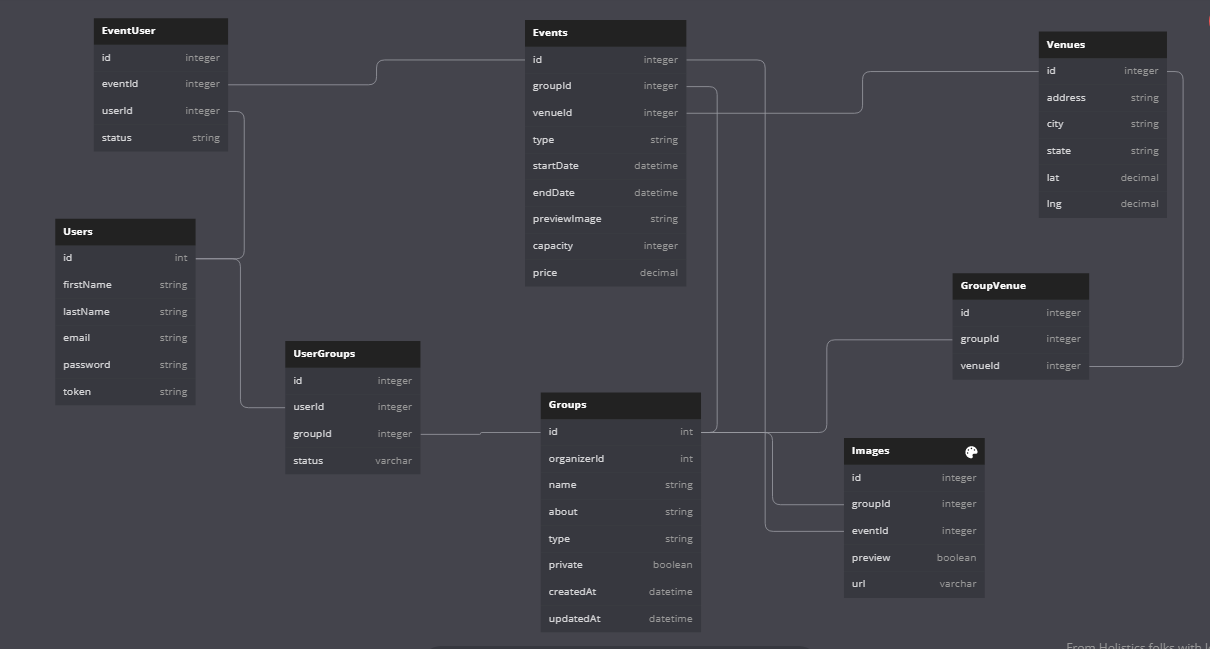 EventUser
id integer
eventId integer
userId integer
status string
Events
id integer
groupId integer
venueId integer
type string
startDate datetime
endDate datetime
previewImage string
capacity integer
price decimal
Venues
id integer
address string
city string
state string
lat decimal
lng decimal
Users
id int
firstName string
lastName string
email string
password string
token string
GroupVenue
id integer
groupId integer
venueId integer
UserGroups
id integer
userId integer
groupId integer
status varchar
Groups
id int
organizerId int
name string
about string
type string
private boolean
createdAt datetime
updatedAt datetime
Images
id integer
groupId integer
eventId integer
preview boolean
url varchar
From Holistics folks with